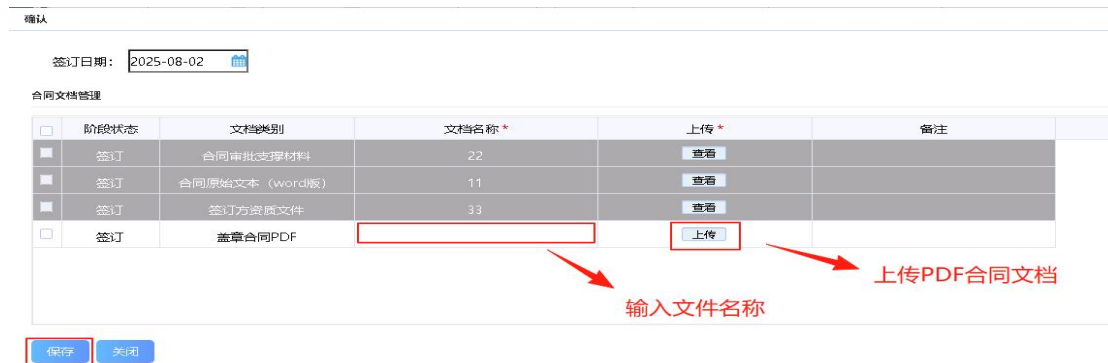 确认
签订日期： 2025-08-02
合同文档管理
阶段状态 文档类别 文档名称* 上传* 备注
签订 合同审批支撑材料 22 查看
签订 合同原始文本（word版） 11 查看
签订 签订方资质文件 33 查看
签订 盖章合同PDF 上传
上传PDF合同文档
输入文件名称
保存 关闭